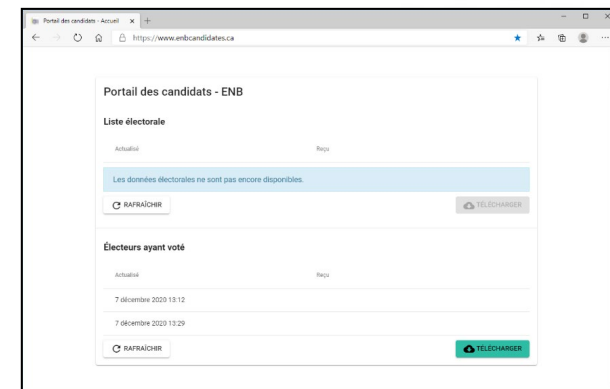 Portail des candidats - Accueil
https://www.enbcandidates.ca
Portail des candidats - ENB
Liste électorale
Actualisé Reçu
Les données électorales ne sont pas encore disponibles.
RAFRAÎCHIR TÉLÉCHARGER
Électeurs ayant voté
Actualisé Reçu
7 décembre 2020 13:12
7 décembre 2020 13:29
RAFRAÎCHIR TÉLÉCHARGER